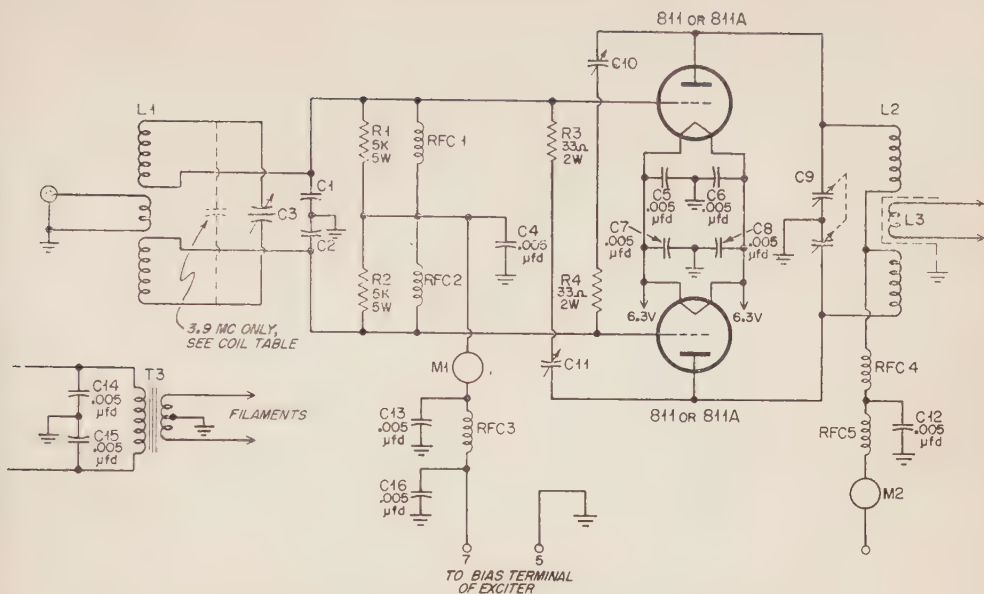 811 OR 811A
C10
L1
L2
R1
5K
5W
RFC 1
R3
33Ω
2W
C1
C3
C2
C5
.005
µfd
C6
.005
µfd
C9
L3
C4
.005
µfd
C7
.005
µfd
C8
.005
µfd
R2
5K
5W
RFC2
R4
33Ω
2W
6.3V
6.3V
3.9 MC ONLY,
SEE COIL TABLE
M1
C11
RFC 4
T3
C14
.005
µfd
C15
.005
µfd
FILAMENTS
811 OR 811A
C13
.005
µfd
RFC3
RFC5
C12
.005
µfd
C16
.005
µfd
M2
7
5
TO BIAS TERMINAL
OF EXCITER